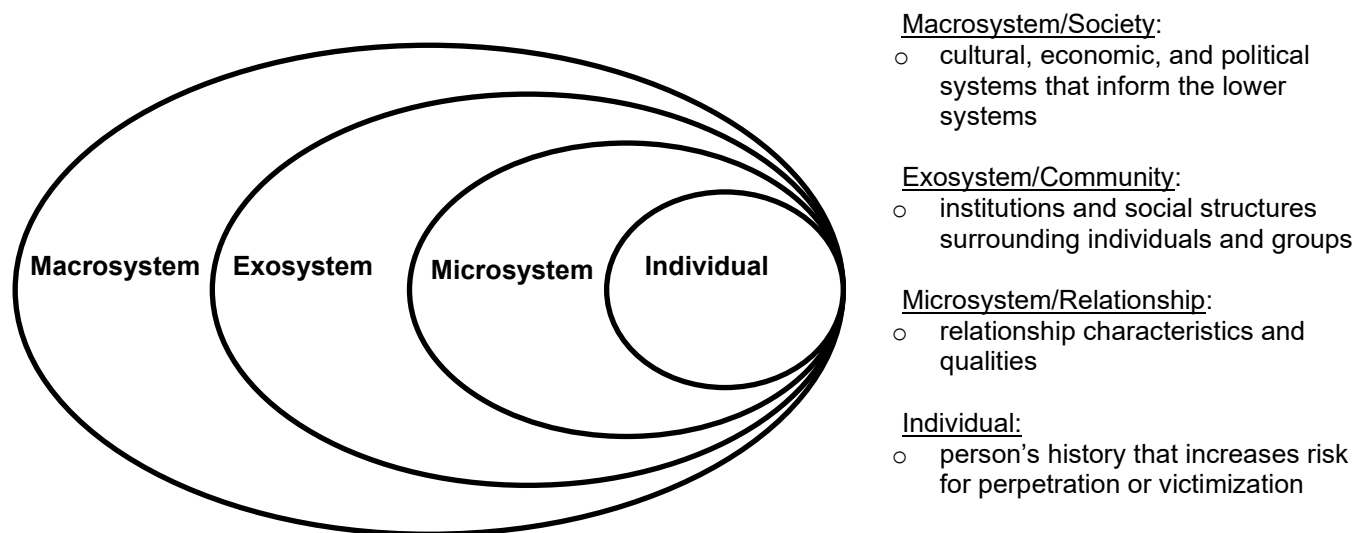 Macrosystem
Exosystem
Microsystem
Individual
Macrosystem/Society:
○ cultural, economic, and political
systems that inform the lower
systems
Exosystem/Community:
○ institutions and social structures
surrounding individuals and groups
Microsystem/Relationship:
○ relationship characteristics and
qualities
Individual:
○ person’s history that increases risk
for perpetration or victimization